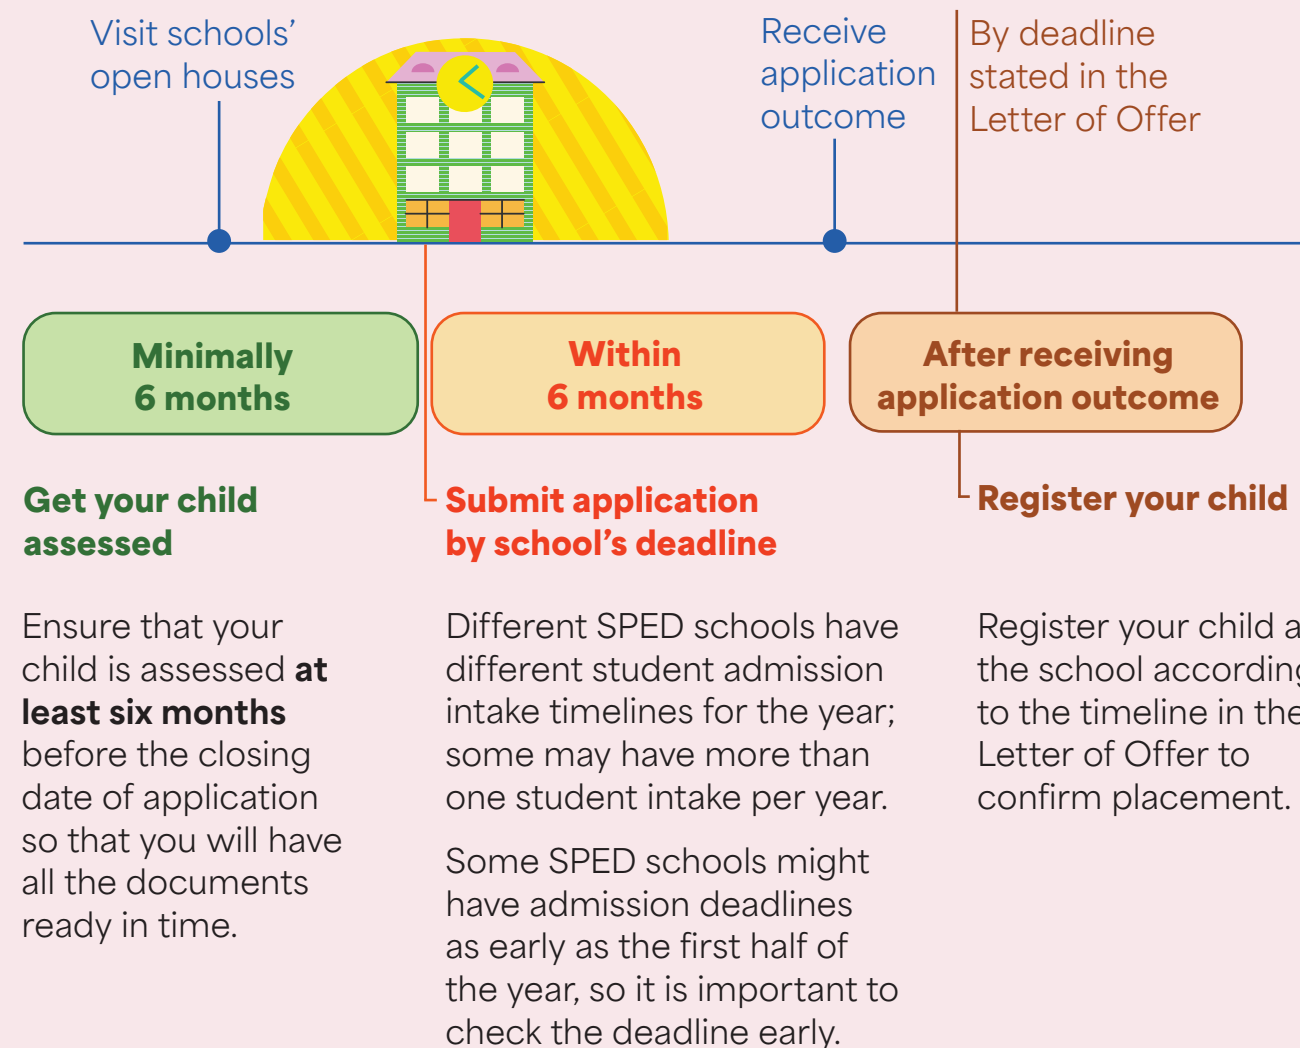 Visit schools’
open houses
Receive
application
outcome
By deadline
stated in the
Letter of Offer
Minimally
6 months
Within
6 months
After receiving
application outcome
Get your child
assessed
Ensure that your
child is assessed at
least six months
before the closing
date of application
so that you will have
all the documents
ready in time.
Submit application
by school’s deadline
Different SPED schools have
different student admission
intake timelines for the year;
some may have more than
one student intake per year.
Some SPED schools might
have admission deadlines
as early as the first half of
the year, so it is important to
check the deadline early.
Register your child
Register your child
the school according
to the timeline in the
Letter of Offer to
confirm placement.